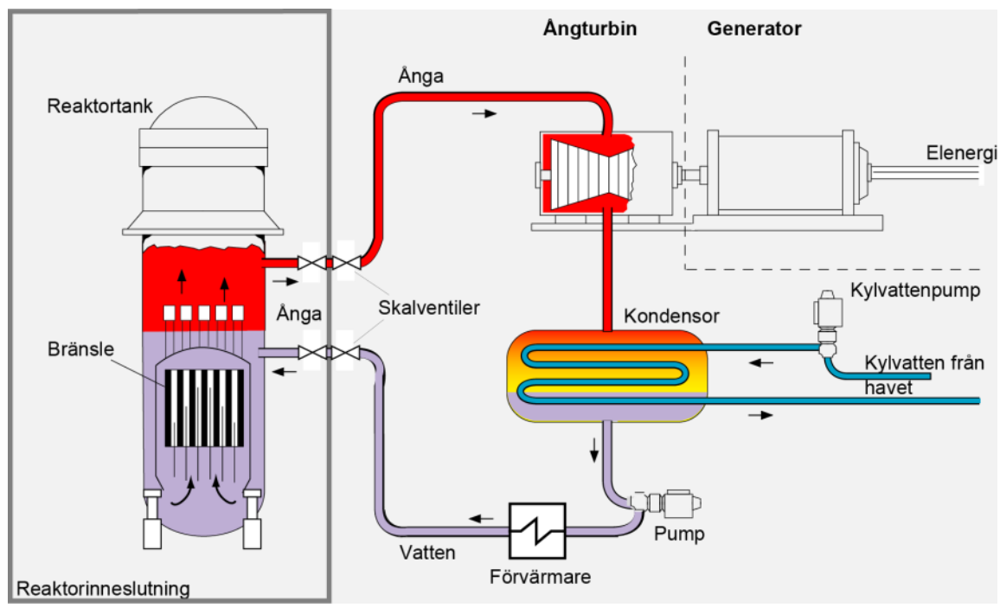 Ångturbin
Generator
Ånga
Reaktortank
Elenergi
Skalventiler
Ånga
Kylvattenpump
Kondensor
Bränsle
Kylvatten från
havet
Pump
Vatten
Förvärmare
Reaktorinneslutning